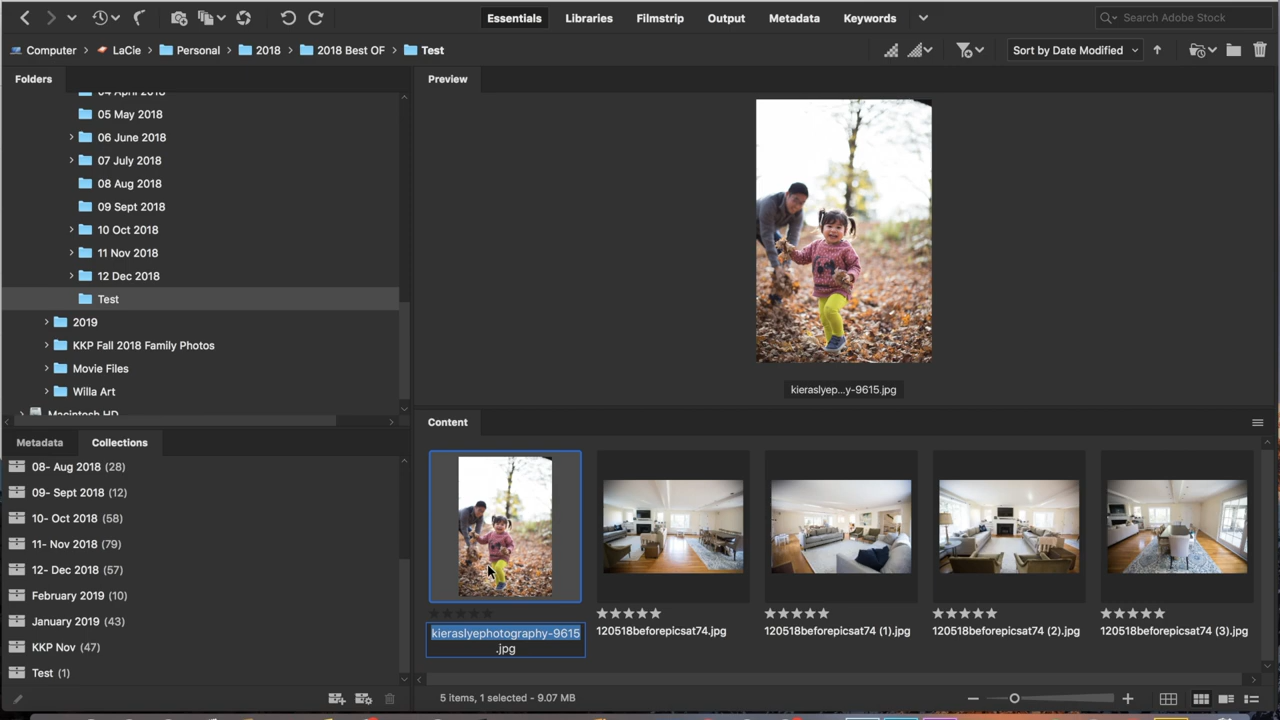 Essentials Libraries Filmstrip Output Metadata Keywords Search Adobe Stock
Computer LaCie Personal 2018 2018 Best OF Test Sort by Date Modified
Folders
04 April 2018
05 May 2018
06 June 2018
07 July 2018
08 Aug 2018
09 Sept 2018
10 Oct 2018
11 Nov 2018
12 Dec 2018
Test
2019
KKP Fall 2018 Family Photos
Movie Files
Willa Art
Macintosh HD
Metadata Collections
08- Aug 2018 (28)
09- Sept 2018 (12)
10- Oct 2018 (58)
11- Nov 2018 (79)
12- Dec 2018 (57)
February 2019 (10)
January 2019 (43)
KKP Nov (47)
Test (1)
Preview
kieraslyep...y-9615.jpg
Content
kieraslyephotography-9615
.jpg
120518beforepicsat74.jpg
120518beforepicsat74 (1).jpg
120518beforepicsat74 (2).jpg
120518beforepicsat74 (3).jpg
5 items, 1 selected - 9.07 MB